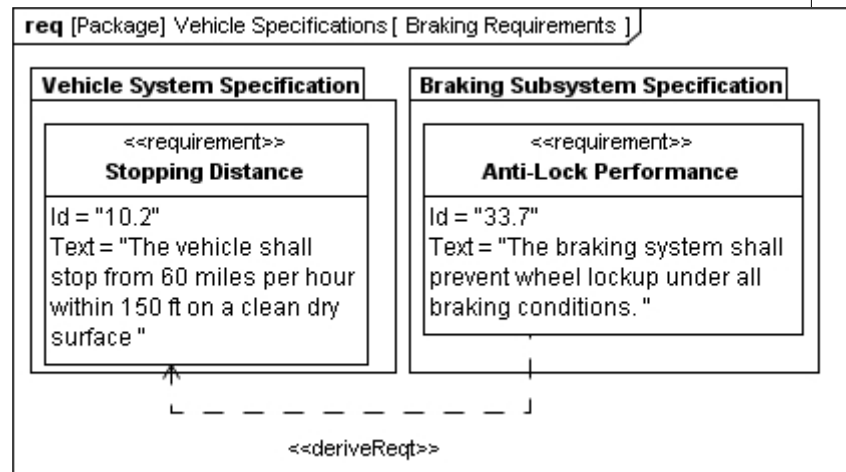 req [Package] Vehicle Specifications [ Braking Requirements ]
Vehicle System Specification
<<requirement>>
Stopping Distance
Id = "10.2"
Text = "The vehicle shall
stop from 60 miles per hour
within 150 ft on a clean dry
surface "
Braking Subsystem Specification
<<requirement>>
Anti-Lock Performance
Id = "33.7"
Text = "The braking system shall
prevent wheel lockup under all
braking conditions. "
<<deriveReqt>>